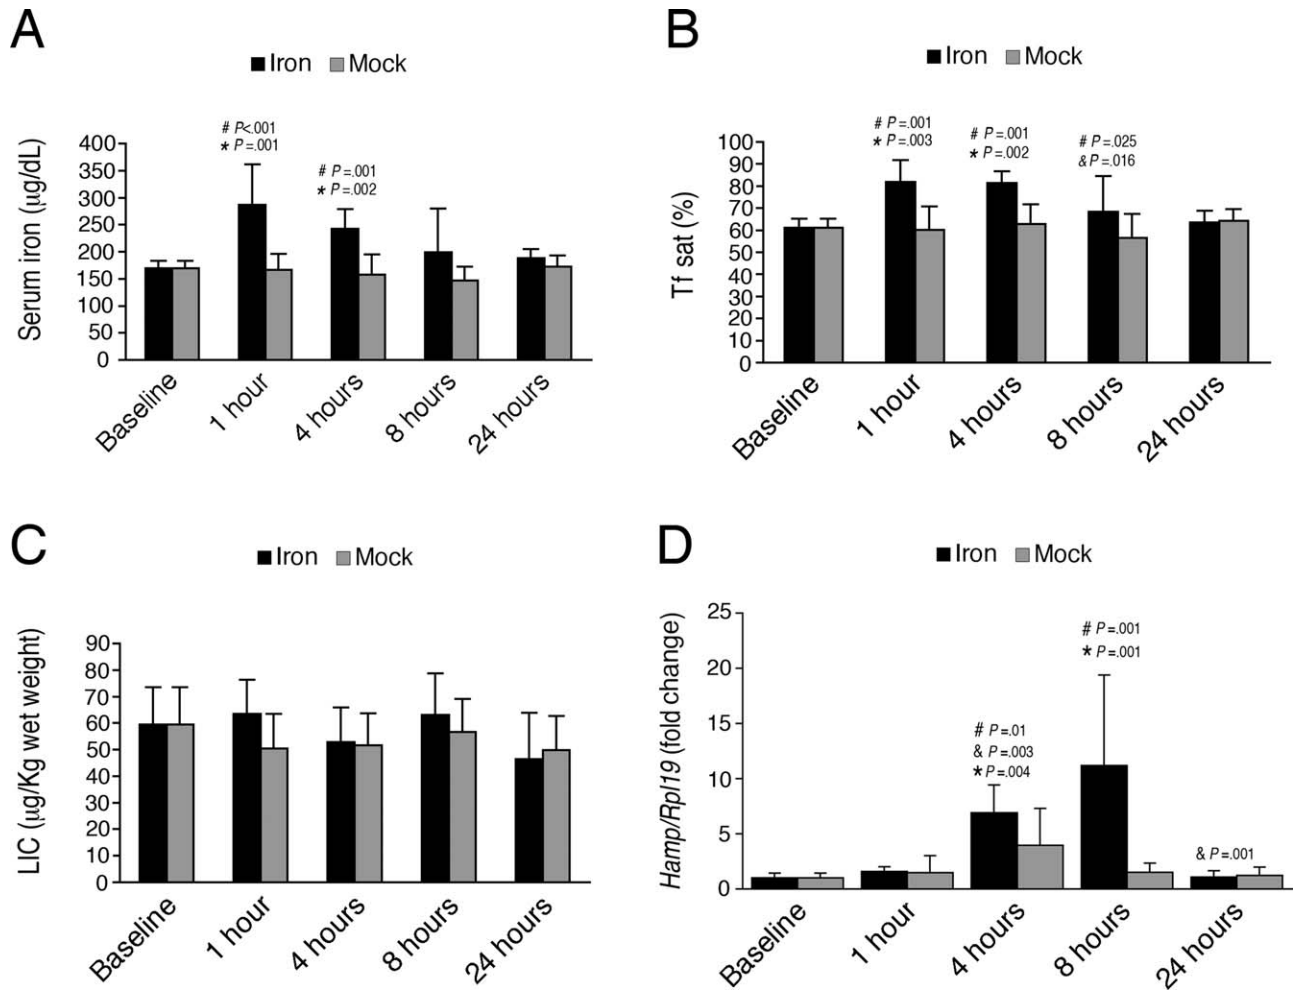 A
Iron Mock
Serum iron (µg/dL)
# P<.001
* P=.001
# P=.001
* P=.002
400
350
300
250
200
150
100
50
0
Baseline
1 hour
4 hours
8 hours
24 hours
B
Iron Mock
Tf sat (%)
# P=.001
* P=.003
# P=.001
* P=.002
# P=.025
& P=.016
100
90
80
70
60
50
40
30
20
10
0
Baseline
1 hour
4 hours
8 hours
24 hours
C
Iron Mock
LIC (µg/Kg wet weight)
90
80
70
60
50
40
30
20
10
0
Baseline
1 hour
4 hours
8 hours
24 hours
D
Iron Mock
Hamp/Rpl19 (fold change)
# P=.01
& P=.003
* P=.004
# P=.001
* P=.001
& P=.001
25
20
15
10
5
0
Baseline
1 hour
4 hours
8 hours
24 hours